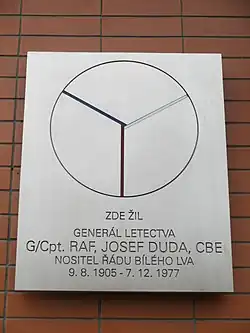 ZDE ŽIL
GENERÁL LETECTVA
G/Cpt. RAF, JOSEF DUDA, CBE
NOSITEL ŘÁDU BÍLÉHO LVA
9. 8. 1905 - 7. 12. 1977